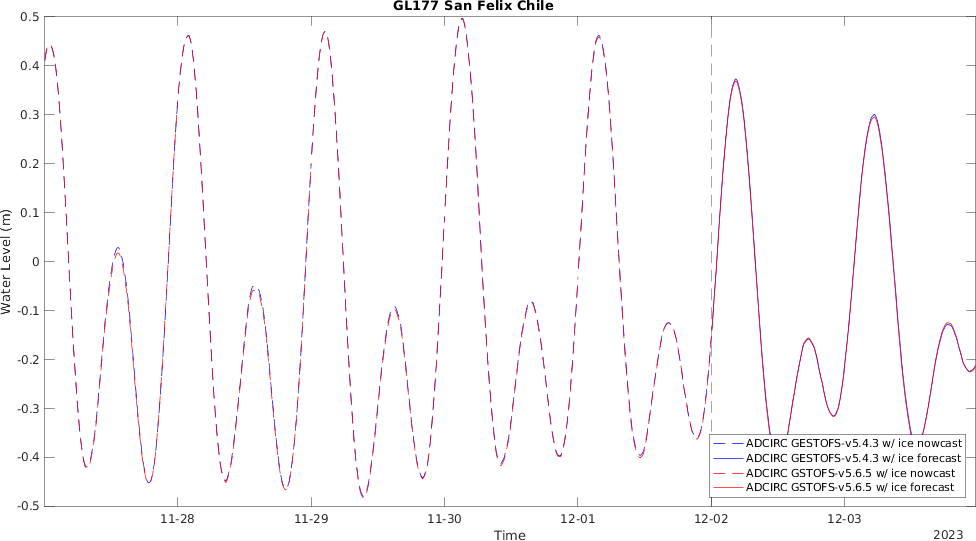 GL177 San Felix Chile
0.5
0.4
0.3
0.2
0.1
0
-0.1
-0.2
-0.3
-0.4
-0.5
Water Level (m)
ADCIRC GESTOFS-v5.4.3 w/ ice nowcast
ADCIRC GESTOFS-v5.4.3 w/ ice forecast
ADCIRC GSTOFS-v5.6.5 w/ ice nowcast
ADCIRC GSTOFS-v5.6.5 w/ ice forecast
11-28 11-29 11-30 12-01 12-02 12-03
Time
2023